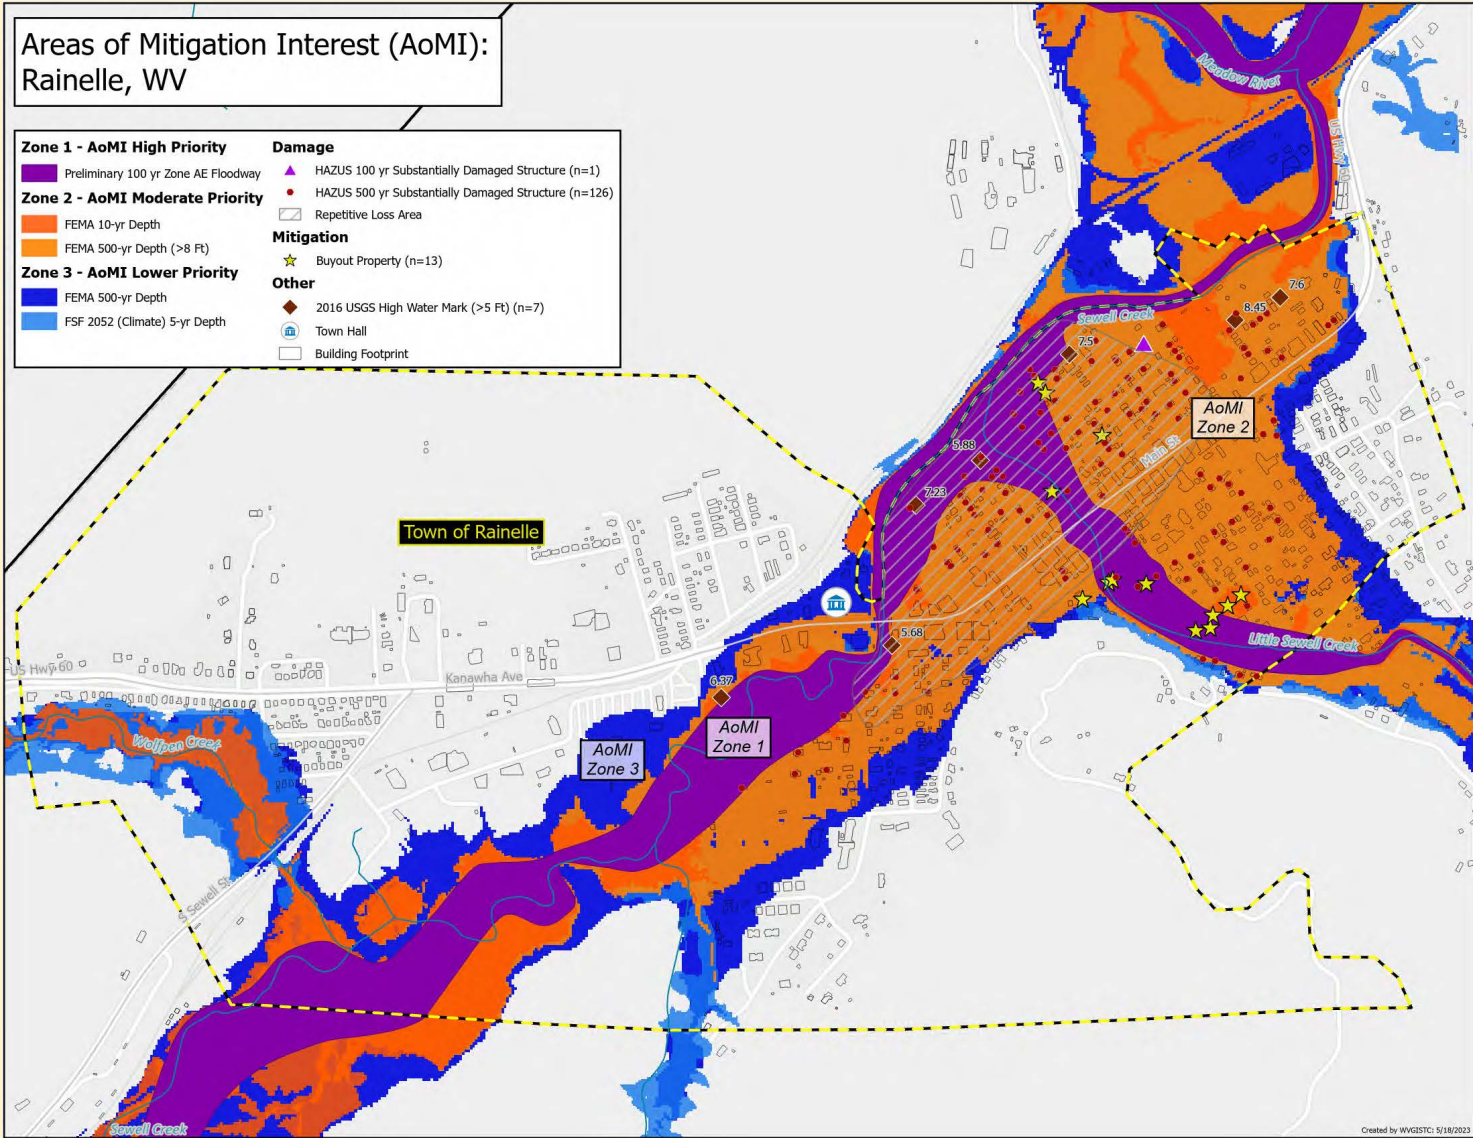 Areas of Mitigation Interest (AoMI):
Rainelle, WV
Zone 1 - AoMI High Priority
Preliminary 100 yr Zone AE Floodway
Zone 2 - AoMI Moderate Priority
FEMA 10-yr Depth
FEMA 500-yr Depth (>8 Ft)
Zone 3 - AoMI Lower Priority
FEMA 500-yr Depth
FSF 2052 (Climate) 5-yr Depth
Damage
HAZUS 100 yr Substantially Damaged Structure (n=1)
HAZUS 500 yr Substantially Damaged Structure (n=126)
Repetitive Loss Area
Mitigation
Buyout Property (n=13)
Other
2016 USGS High Water Mark (>5 Ft) (n=7)
Town Hall
Building Footprint
Meadow River
US Hwy 60
7.6
8.45
Sewell Creek
7.5
AoMI
Zone 2
Main St
5.88
7.23
Town of Rainelle
5.68
Little Sewell Creek
US Hwy 60
Kanawha Ave
6.37
AoMI
Zone 1
AoMI
Zone 3
Wolfpen Creek
S Sewell St
Sewell Creek
Created by WVGISTC: 5/18/2023